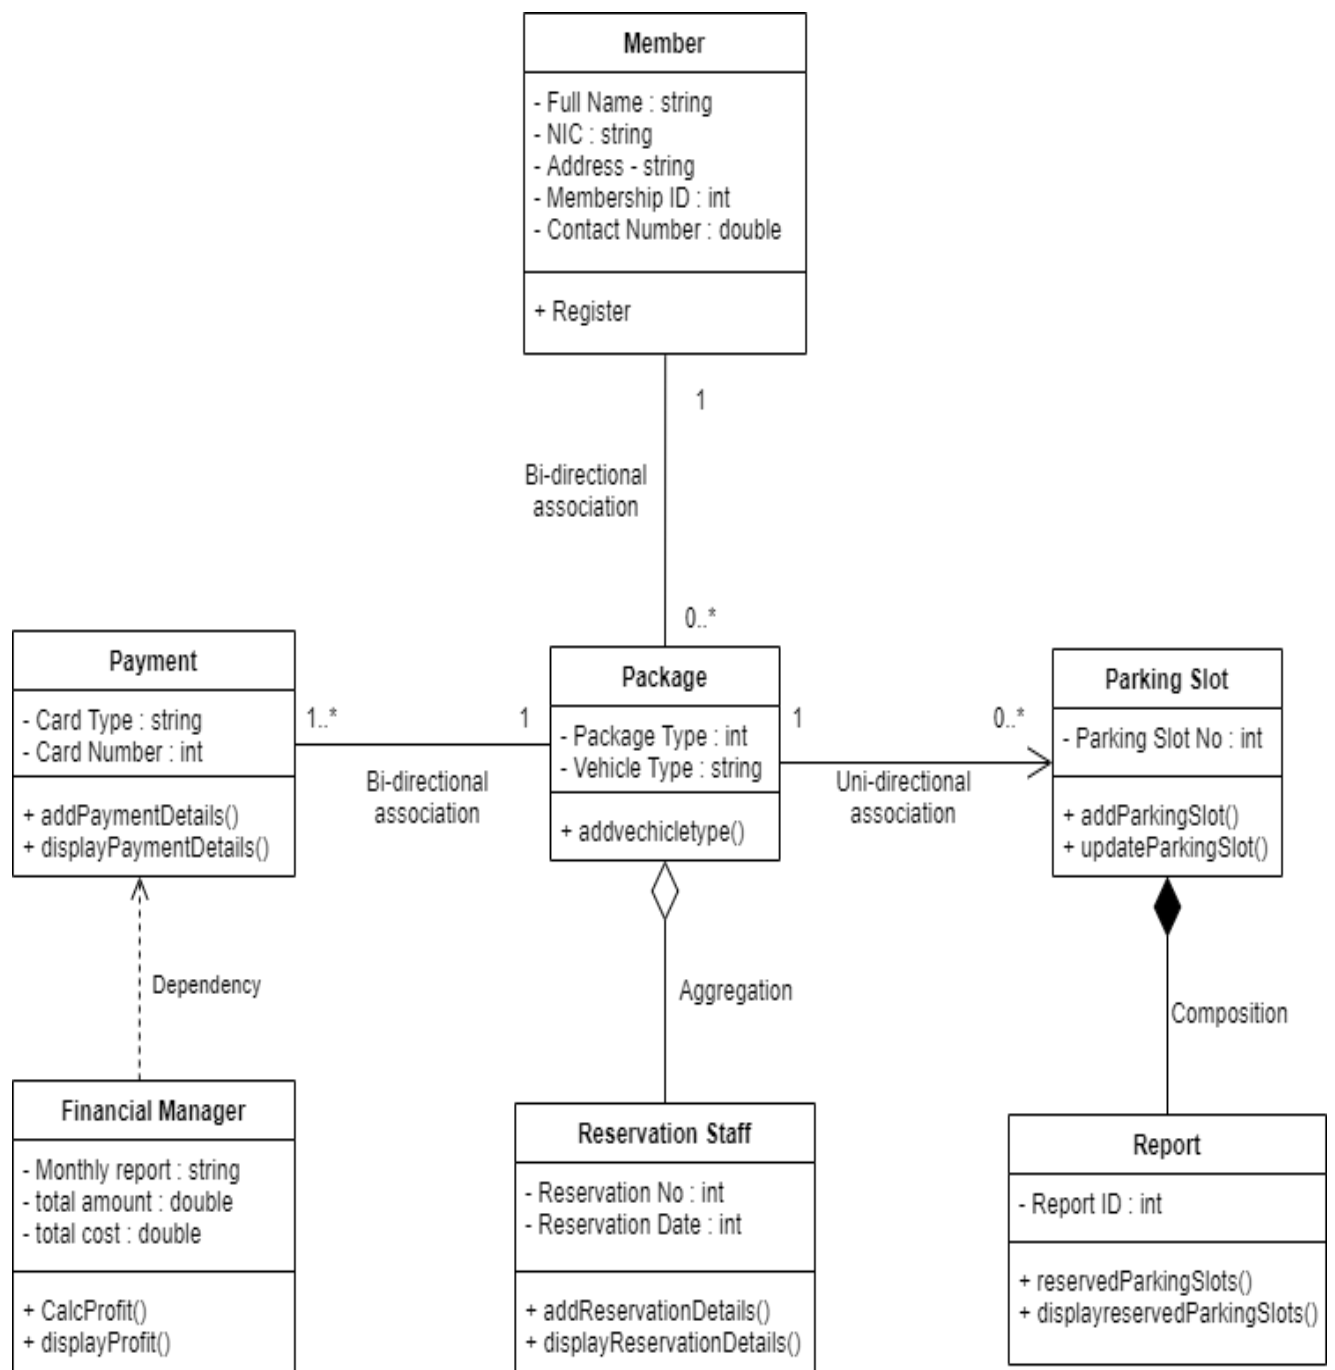 Member
- Full Name : string
- NIC : string
- Address - string
- Membership ID : int
- Contact Number : double
+ Register
1
Bi-directional
association
0..*
Payment
- Card Type : string
- Card Number : int
+ addPaymentDetails()
+ displayPaymentDetails()
1..*
1
Bi-directional
association
Package
- Package Type : int
- Vehicle Type : string
+ addvechicletype()
1
0..*
Uni-directional
association
Parking Slot
- Parking Slot No : int
+ addParkingSlot()
+ updateParkingSlot()
Dependency
Aggregation
Composition
Financial Manager
- Monthly report : string
- total amount : double
- total cost : double
+ CalcProfit()
+ displayProfit()
Reservation Staff
- Reservation No : int
- Reservation Date : int
+ addReservationDetails()
+ displayReservationDetails()
Report
- Report ID : int
+ reservedParkingSlots()
+ displayreservedParkingSlots()